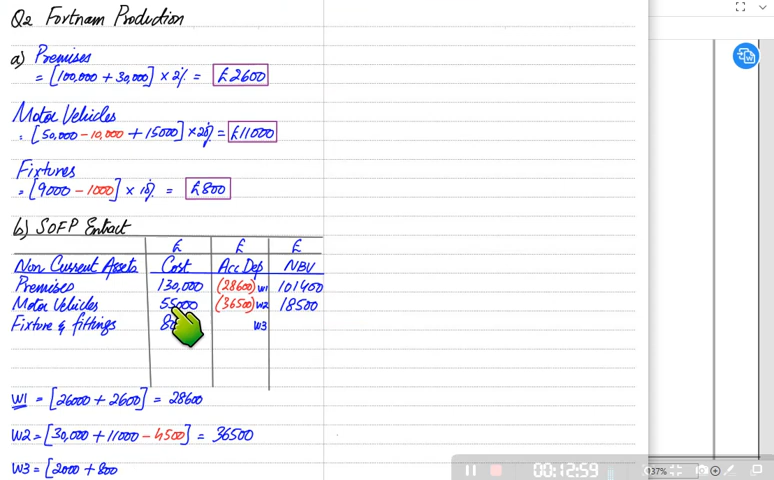 Q2 Fortnam Production
a) Premises
= [100,000 + 30,000] × 2% = £2600
Motor Vehicles
= [50,000 - 10,000 + 15000] × 20% = £11000
Fixtures
= [9000 - 1000] × 10% = £800
b) SOFP Extract
£ £ £
Non Current Assets Cost Acc Dep NBV
Premises 130,000 (28600) W1 101400
Motor Vehicles 55000 (36500) W2 18500
Fixture & fittings W3
W1 = [26000 + 2600] = 28600
W2 = [30,000 + 11000 - 4500] = 36500
W3 = [2000 + 800
00:12:59
37%